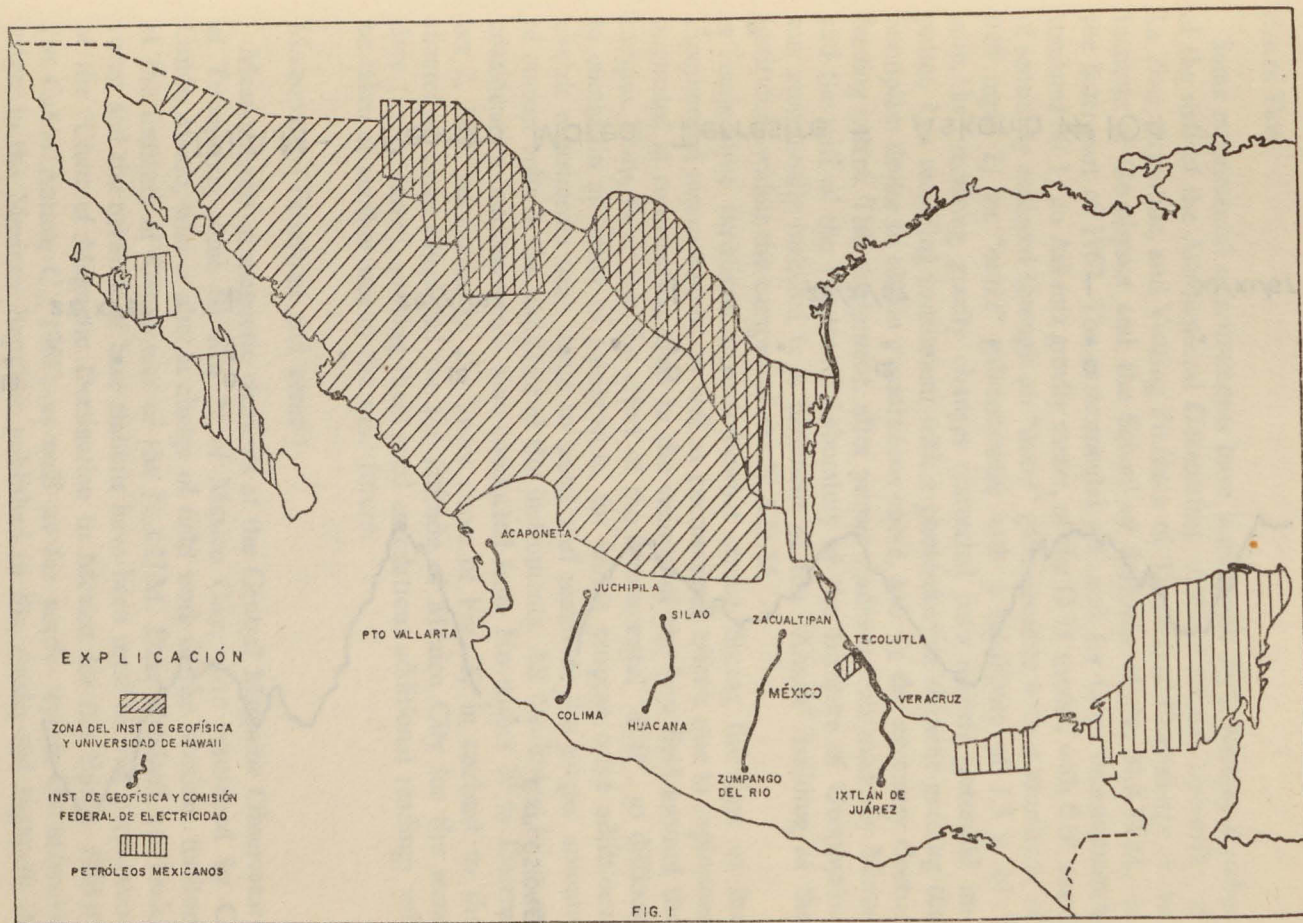 ACAPONETA
JUCHIPILA
SILAO
ZACUALTIPAN
PTO VALLARTA
TECOLUTLA
EXPLICACIÓN
MÉXICO
VERACRUZ
COLIMA
HUACANA
ZONA DEL INST DE GEOFÍSICA
Y UNIVERSIDAD DE HAWAII
ZUMPANGO
DEL RIO
IXTLÁN DE
JUÁREZ
INST DE GEOFÍSICA Y COMISIÓN
FEDERAL DE ELECTRICIDAD
PETRÓLEOS MEXICANOS
FIG. 1